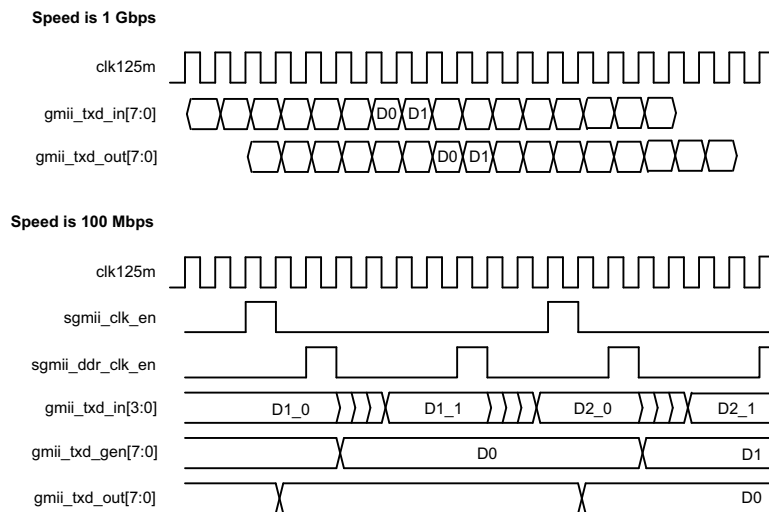 Speed is 1 Gbps
clk125m
gmii_txd_in[7:0] D0 D1
gmii_txd_out[7:0] D0 D1
Speed is 100 Mbps
clk125m
sgmii_clk_en
sgmii_ddr_clk_en
gmii_txd_in[3:0] D1_0 D1_1 D2_0 D2_1
gmii_txd_gen[7:0] D0 D1
gmii_txd_out[7:0] D0